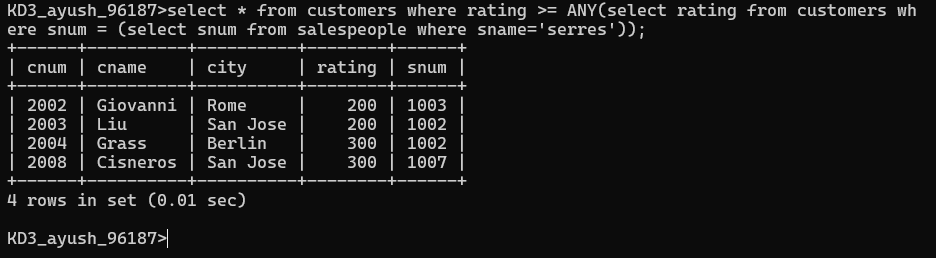 KD3_ayush_96187>select * from customers where rating >= ANY(select rating from customers wh
ere snum = (select snum from salespeople where sname='serres'));
+------+----------+----------+--------+------+
| cnum | cname    | city     | rating | snum |
+------+----------+----------+--------+------+
| 2002 | Giovanni | Rome     |    200 | 1003 |
| 2003 | Liu      | San Jose |    200 | 1002 |
| 2004 | Grass    | Berlin   |    300 | 1002 |
| 2008 | Cisneros | San Jose |    300 | 1007 |
+------+----------+----------+--------+------+
4 rows in set (0.01 sec)
KD3_ayush_96187>